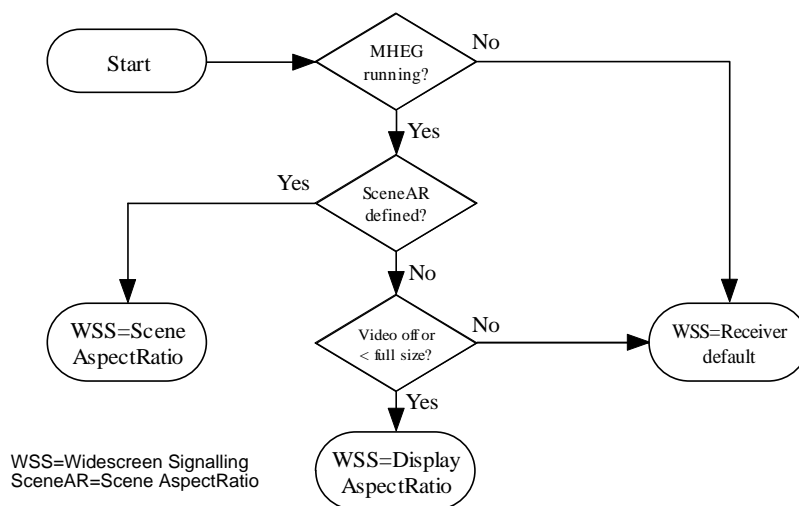 Start
MHEG
running?
No
Yes
Yes
SceneAR
defined?
No
WSS=Scene
AspectRatio
Video off or
< full size?
No
WSS=Receiver
default
Yes
WSS=Display
AspectRatio
WSS=Widescreen Signalling
SceneAR=Scene AspectRatio